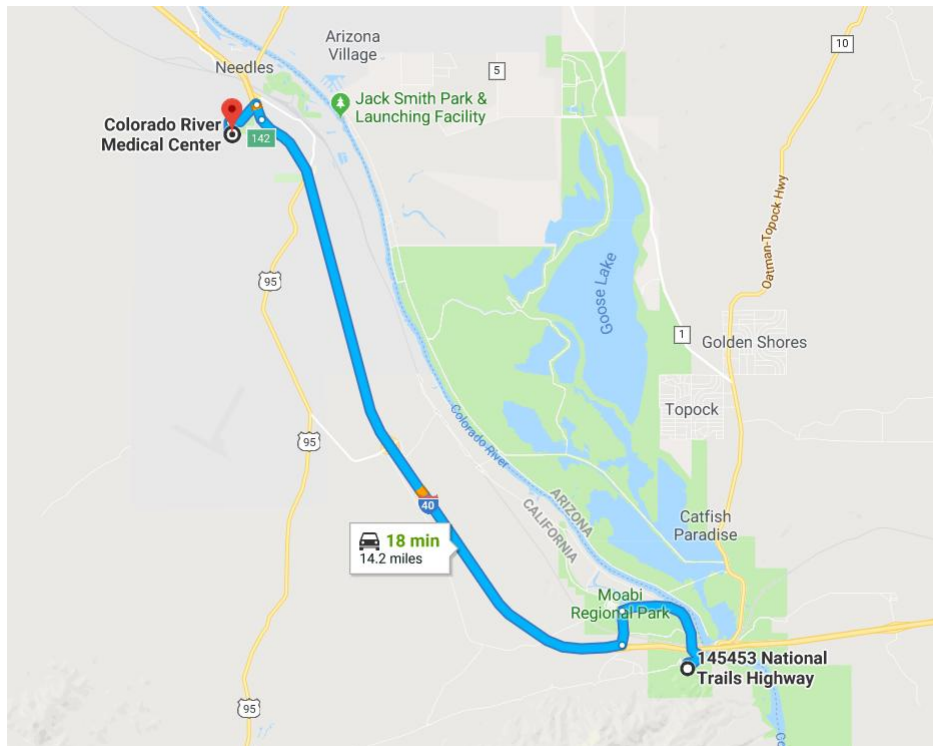 Arizona
Village
10
Needles
5
Jack Smith Park &
Launching Facility
Colorado River
Medical Center
142
Oatman-Topock Hwy
Goose Lake
95
1
Golden Shores
Topock
Colorado River
95
40
ARIZONA
CALIFORNIA
Catfish
Paradise
18 min
14.2 miles
Moabi
Regional Park
145453 National
Trails Highway
95